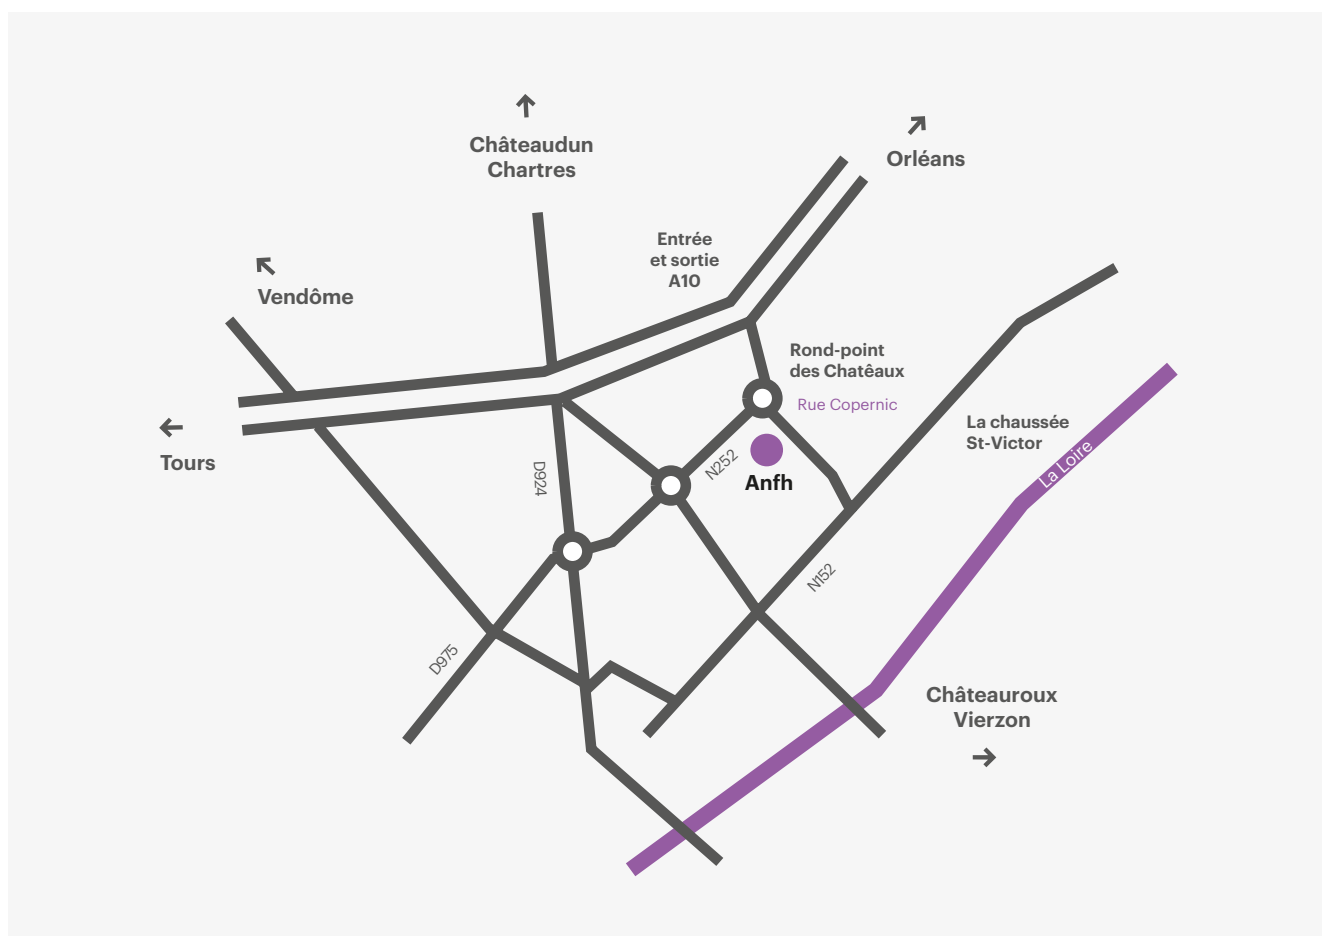 Châteaudun
Chartres
Orléans
Entrée
et sortie
A10
Vendôme
Rond-point
des Chatêaux
Rue Copernic
La chaussée
St-Victor
La Loire
Tours
D924
N252
Anfh
N152
D975
Châteauroux
Vierzon